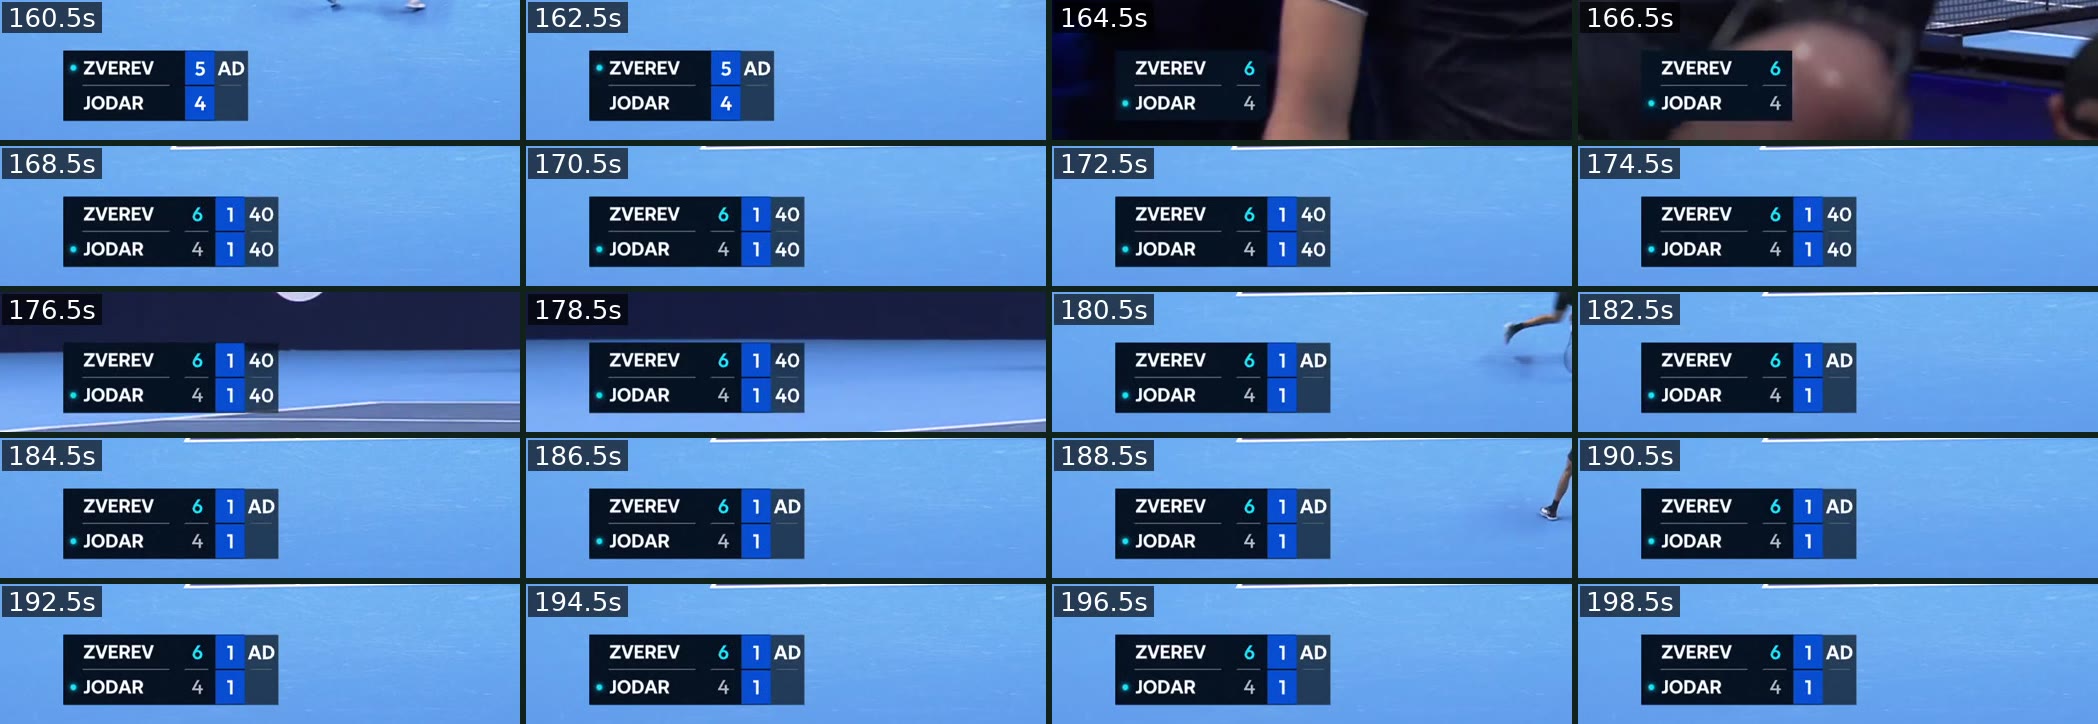 160.5s
ZVEREV 5 AD
JODAR 4
162.5s
ZVEREV 5 AD
JODAR 4
164.5s
ZVEREV 6
JODAR 4
166.5s
ZVEREV 6
JODAR 4
168.5s
ZVEREV 6 1 40
JODAR 4 1 40
170.5s
ZVEREV 6 1 40
JODAR 4 1 40
172.5s
ZVEREV 6 1 40
JODAR 4 1 40
174.5s
ZVEREV 6 1 40
JODAR 4 1 40
176.5s
ZVEREV 6 1 40
JODAR 4 1 40
178.5s
ZVEREV 6 1 40
JODAR 4 1 40
180.5s
ZVEREV 6 1 AD
JODAR 4 1
182.5s
ZVEREV 6 1 AD
JODAR 4 1
184.5s
ZVEREV 6 1 AD
JODAR 4 1
186.5s
ZVEREV 6 1 AD
JODAR 4 1
188.5s
ZVEREV 6 1 AD
JODAR 4 1
190.5s
ZVEREV 6 1 AD
JODAR 4 1
192.5s
ZVEREV 6 1 AD
JODAR 4 1
194.5s
ZVEREV 6 1 AD
JODAR 4 1
196.5s
ZVEREV 6 1 AD
JODAR 4 1
198.5s
ZVEREV 6 1 AD
JODAR 4 1